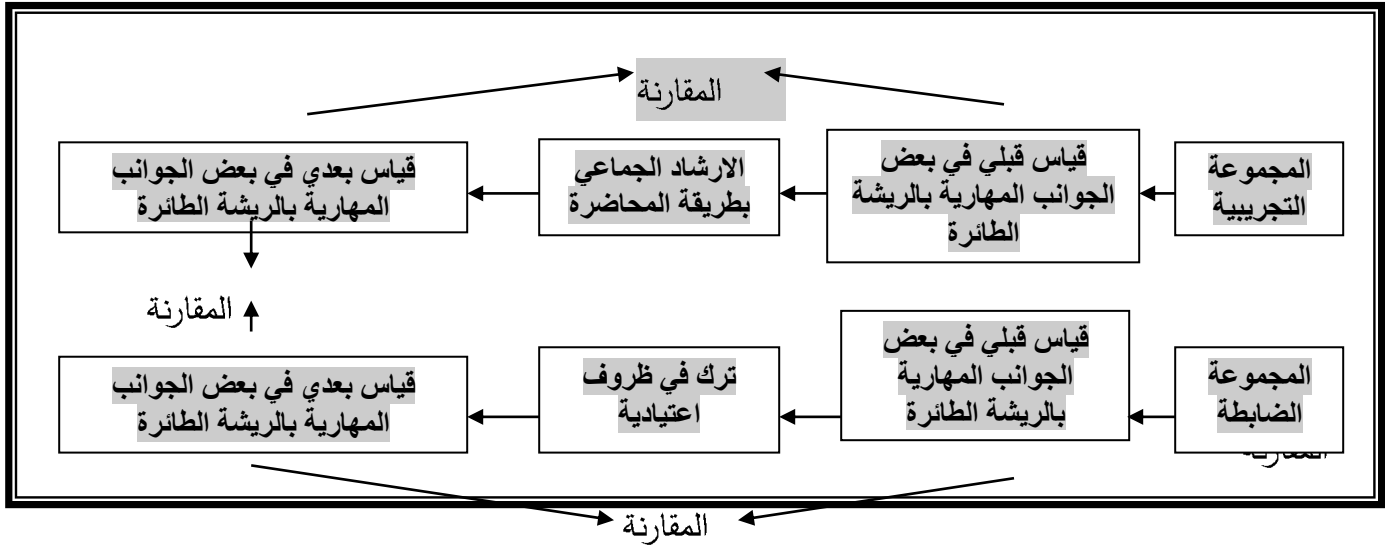 المقارنة
المجموعة
التجريبية
قياس قبلي في بعض
الجوانب المهارية بالريشة
الطائرة
الارشاد الجماعي
بطريقة المحاضرة
قياس بعدي في بعض الجوانب
المهارية بالريشة الطائرة
المقارنة
المجموعة
الضابطة
قياس قبلي في بعض
الجوانب المهارية
بالريشة الطائرة
ترك في ظروف
اعتيادية
قياس بعدي في بعض الجوانب
المهارية بالريشة الطائرة
المقارنة
المقارنة